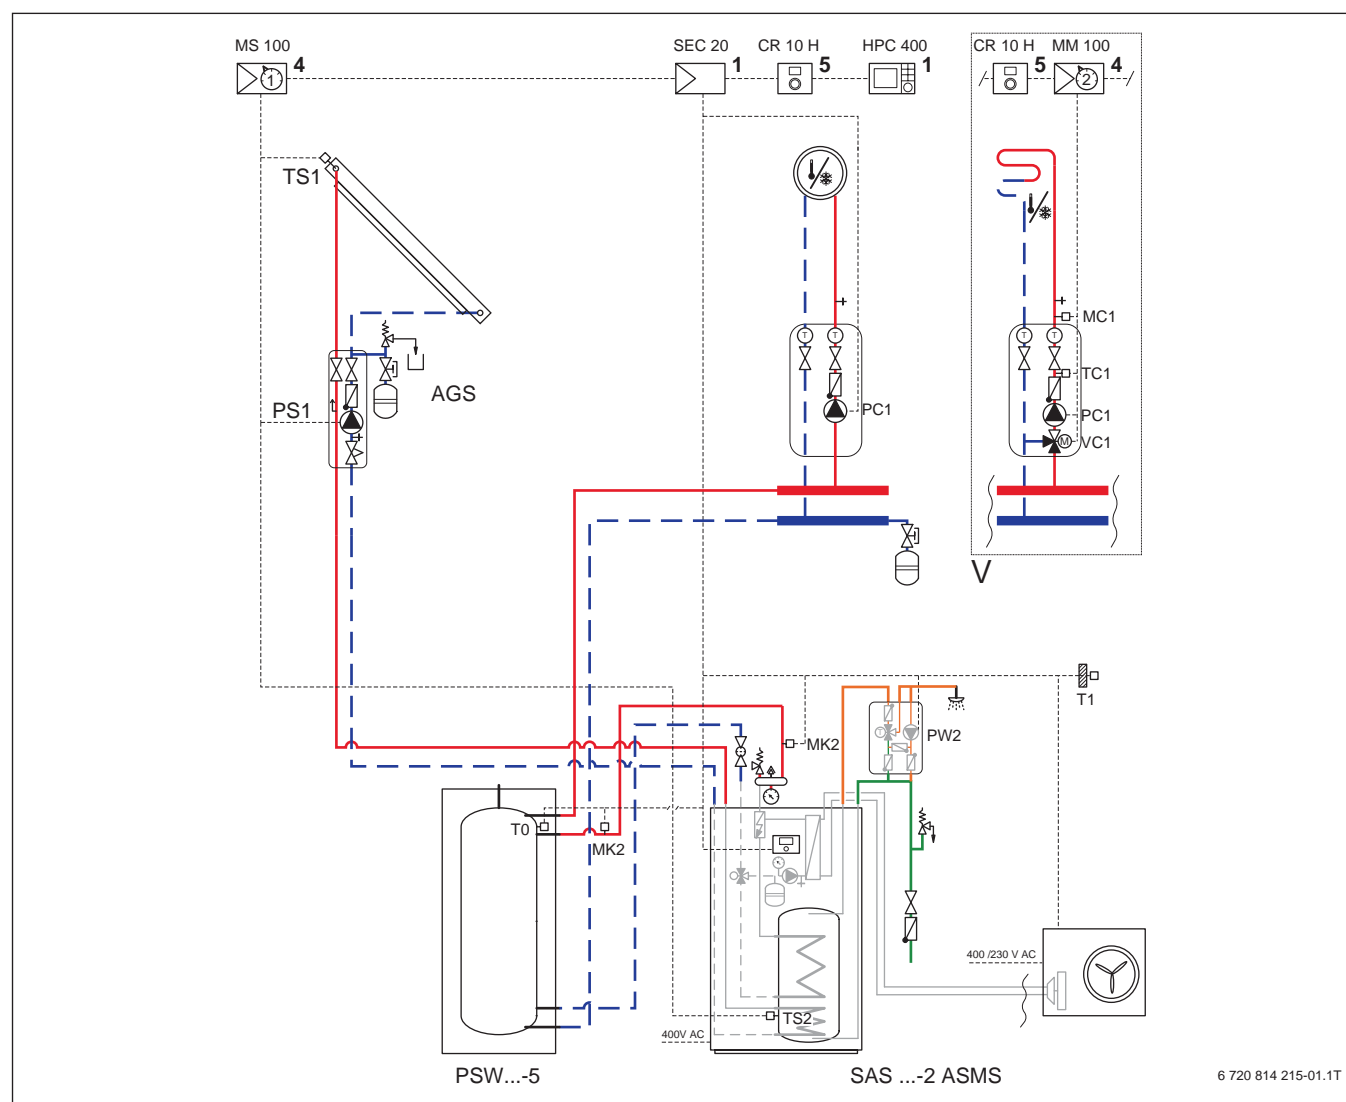 MS 100
4
SEC 20
1
CR 10 H
5
HPC 400
1
CR 10 H
5
MM 100
4
1
2
TS1
T
T
T
T
MC1
TC1
AGS
PS1
PC1
PC1
M
VC1
V
T1
T
PW2
MK2
T0
MK2
400 /230 V AC
TS2
400V AC
PSW...-5
SAS ...-2 ASMS
6 720 814 215-01.1T